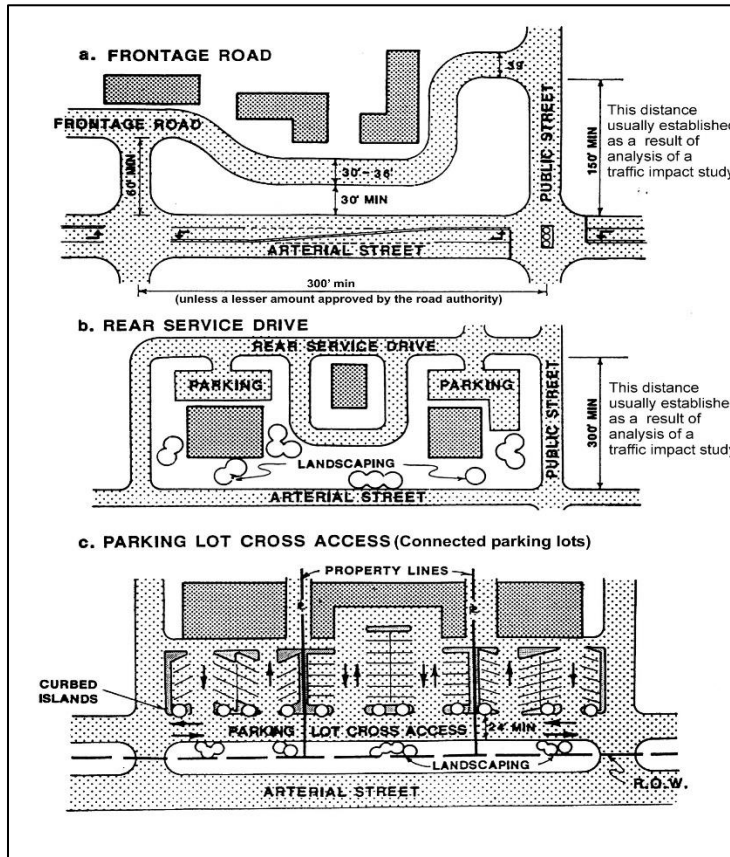 a. FRONTAGE ROAD
39'
FRONTAGE ROAD
60' MIN
30'-36'
30' MIN
PUBLIC STREET
150' MIN
This distance
usually established
as a result of
analysis of a
traffic impact study
ARTERIAL STREET
300' min
(unless a lesser amount approved by the road authority)
b. REAR SERVICE DRIVE
REAR SERVICE DRIVE
PARKING
PARKING
LANDSCAPING
PUBLIC STREET
300' MIN
This distance
usually established
as a result of
analysis of a
traffic impact study
ARTERIAL STREET
c. PARKING LOT CROSS ACCESS (Connected parking lots)
PROPERTY LINES
CURBED
ISLANDS
PARKING LOT CROSS ACCESS
24' MIN
LANDSCAPING
R.O.W.
ARTERIAL STREET